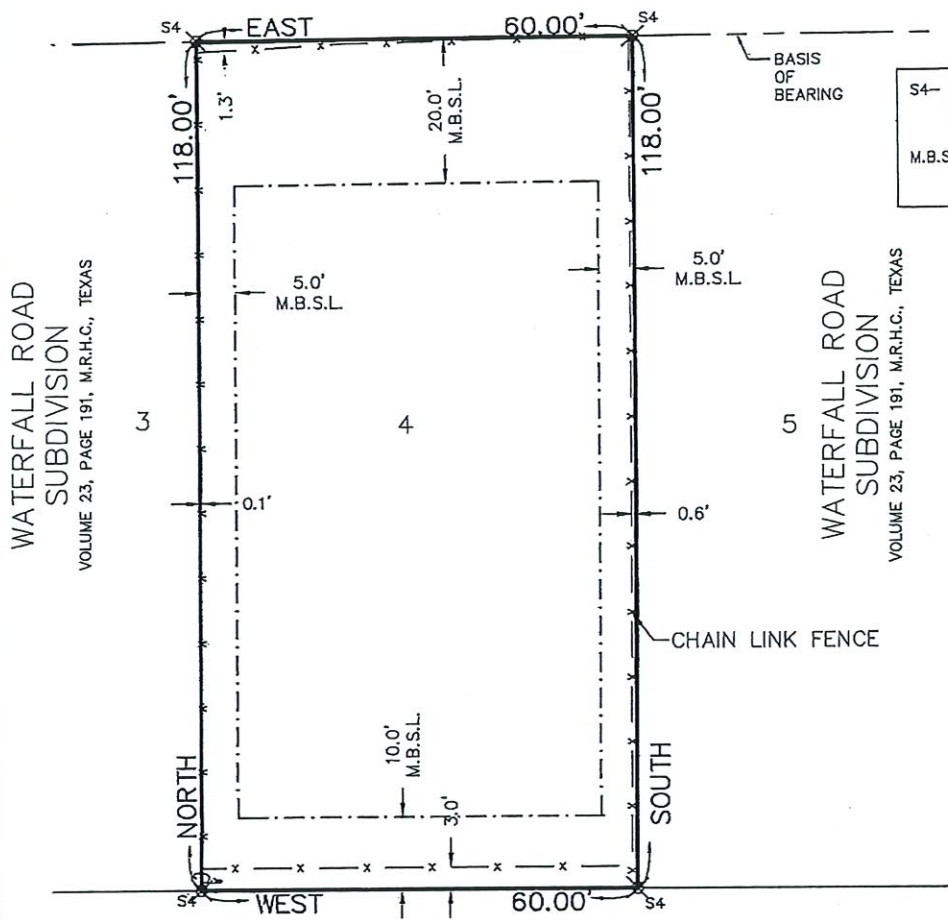 S4
EAST
60.00'
S4
BASIS
OF
BEARING
S4-
M.B.S
118.00'
1.3'
20.0'
M.B.S.L.
118.00'
5.0'
M.B.S.L.
5.0'
M.B.S.L.
WATERFALL ROAD
SUBDIVISION
VOLUME 23, PAGE 191, M.R.H.C., TEXAS
3
4
5
WATERFALL ROAD
SUBDIVISION
VOLUME 23, PAGE 191, M.R.H.C., TEXAS
0.1'
0.6'
CHAIN LINK FENCE
10.0'
M.B.S.L.
3.0'
NORTH
SOUTH
S4
WEST
60.00'
S4